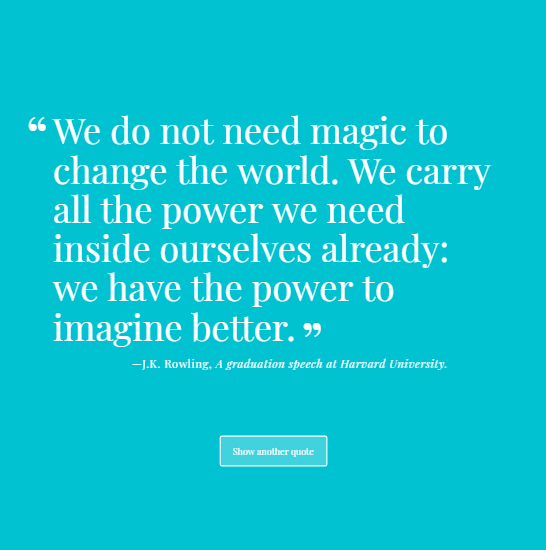 “ We do not need magic to
change the world. We carry
all the power we need
inside ourselves already:
we have the power to
imagine better. ”
—J.K. Rowling, A graduation speech at Harvard University.
Show another quote